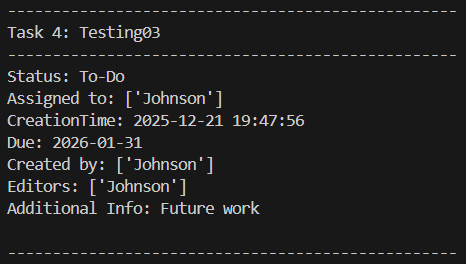 --------------------------------------------------
Task 4: Testing03
--------------------------------------------------
Status: To-Do
Assigned to: ['Johnson']
CreationTime: 2025-12-21 19:47:56
Due: 2026-01-31
Created by: ['Johnson']
Editors: ['Johnson']
Additional Info: Future work

--------------------------------------------------